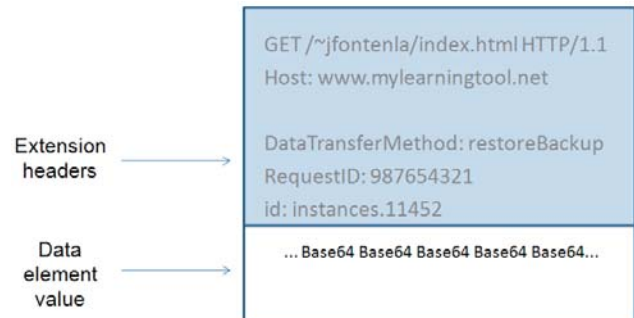 GET /~jfontenla/index.html HTTP/1.1
Host: www.mylearningtool.net
Extension
headers
DataTransferMethod: restoreBackup
RequestID: 987654321
id: instances.11452
Data
element
value
... Base64 Base64 Base64 Base64 Base64...